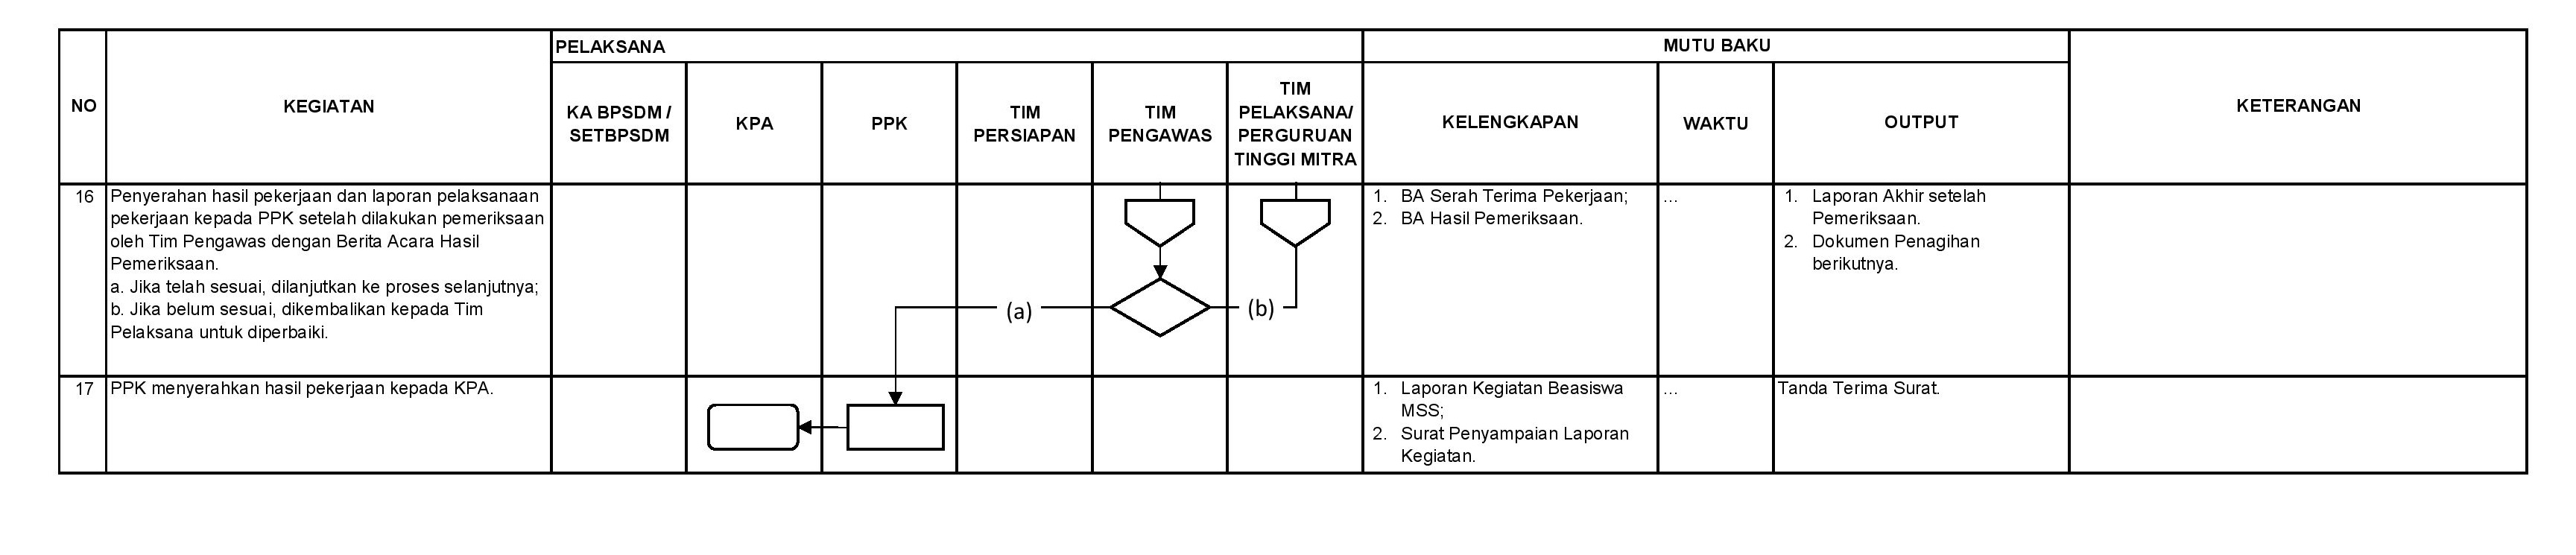 NO
KEGIATAN
PELAKSANA
KA BPSDM /
SETBPSDM
KPA
PPK
TIM
PERSIAPAN
TIM
PENGAWAS
TIM
PELAKSANA/
PERGURUAN
TINGGI MITRA
MUTU BAKU
KELENGKAPAN
WAKTU
OUTPUT
KETERANGAN
16
Penyerahan hasil pekerjaan dan laporan pelaksanaan
pekerjaan kepada PPK setelah dilakukan pemeriksaan
oleh Tim Pengawas dengan Berita Acara Hasil
Pemeriksaan.
a. Jika telah sesuai, dilanjutkan ke proses selanjutnya;
b. Jika belum sesuai, dikembalikan kepada Tim
Pelaksana untuk diperbaiki.
(a)
(b)
1. BA Serah Terima Pekerjaan;
2. BA Hasil Pemeriksaan.
...
1. Laporan Akhir setelah
Pemeriksaan.
2. Dokumen Penagihan
berikutnya.
17
PPK menyerahkan hasil pekerjaan kepada KPA.
1. Laporan Kegiatan Beasiswa
MSS;
2. Surat Penyampaian Laporan
Kegiatan.
...
Tanda Terima Surat.